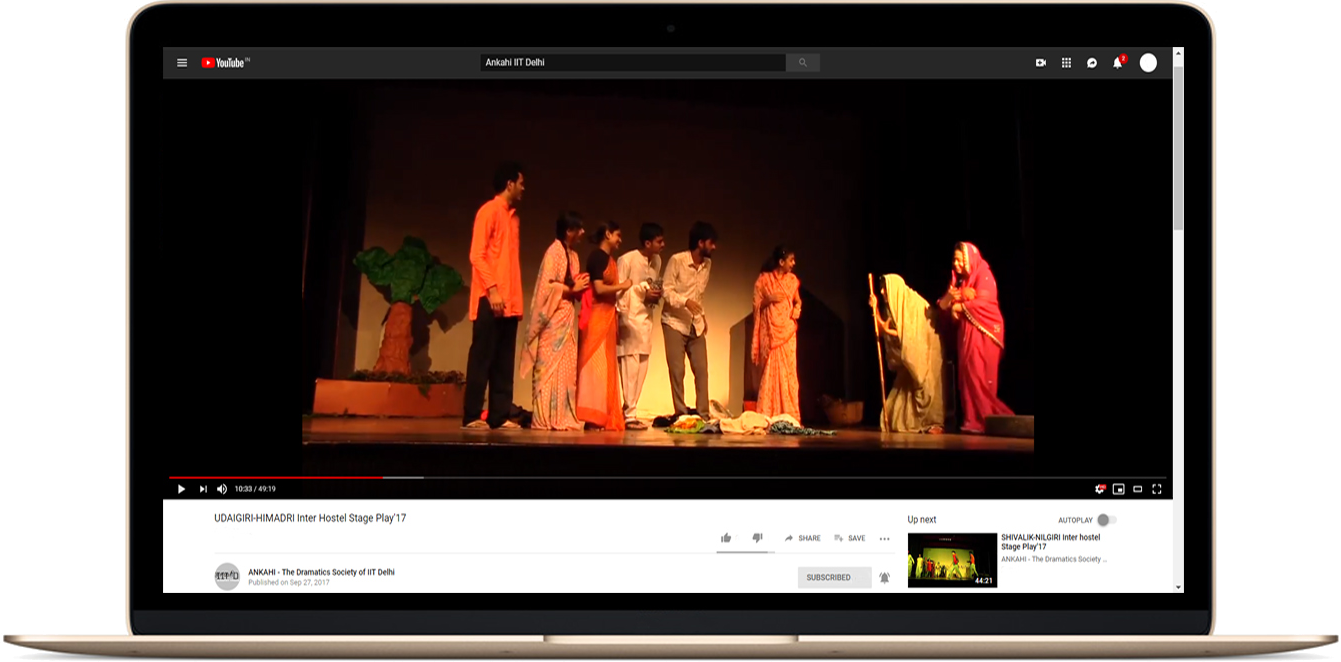 YouTube IN
Ankahi IIT Delhi
2
10:33 / 49:19
HD
UDAIGIRI-HIMADRI Inter Hostel Stage Play'17
SHARE
SAVE
ANKAHI - The Dramatics Society of IIT Delhi
Published on Sep 27, 2017
SUBSCRIBED
Up next
AUTOPLAY
44:21
SHIVALIK-NILGIRI Inter hostel
Stage Play'17
ANKAHI - The Dramatics Society ...